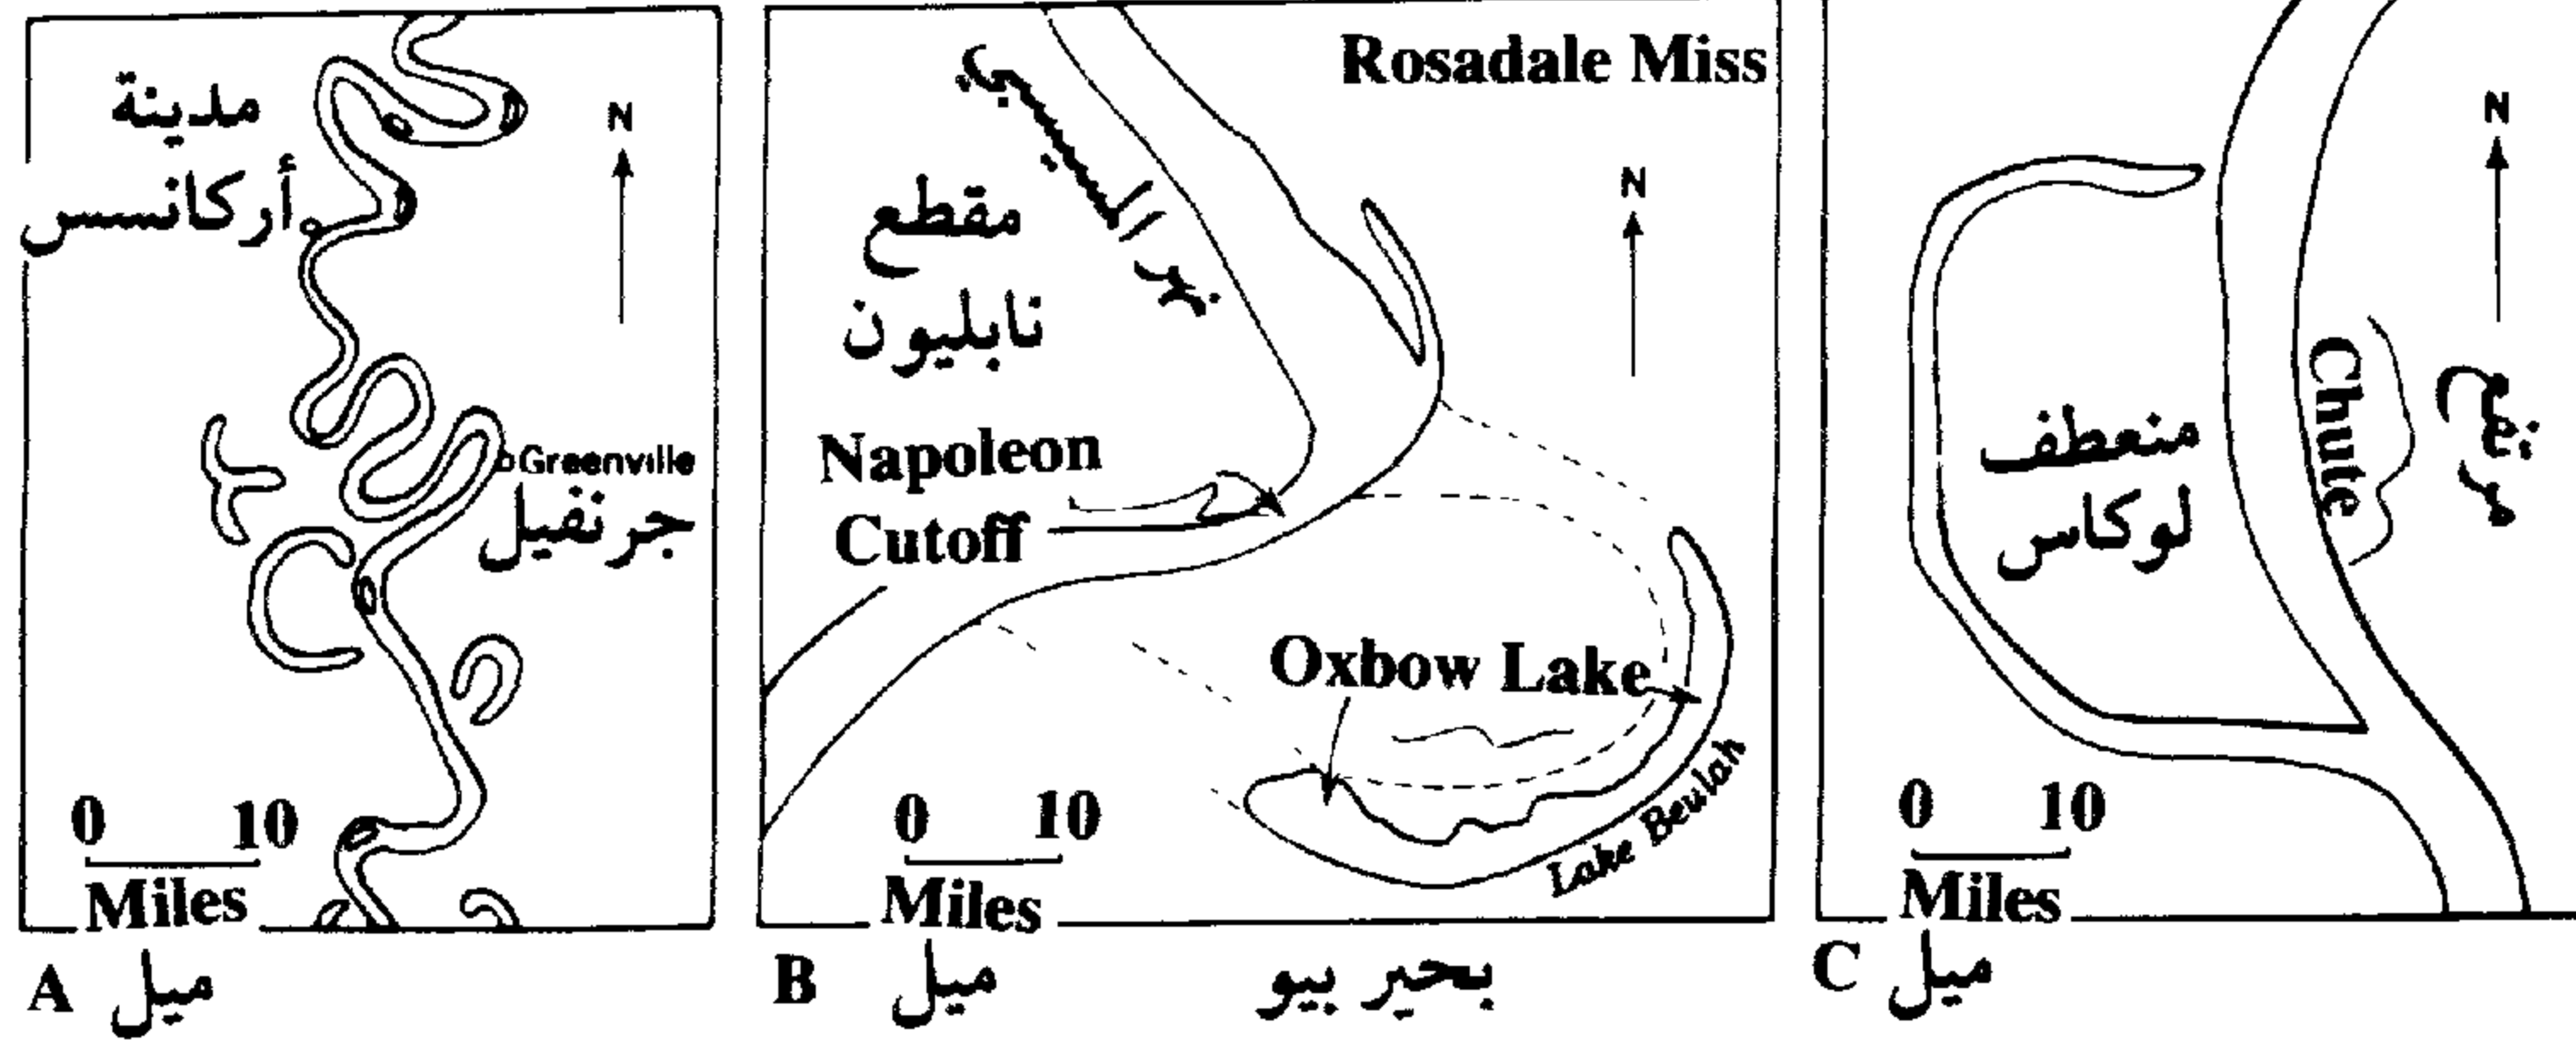 مدينة
أركانسس
N
Greenville
جرنفيل
0 10
Miles
A ميل
Rosadale Miss
نهر المسيسبي
مقطع
نابليون
N
Napoleon
Cutoff
Oxbow Lake
Lake Beulah
0 10
Miles
B ميل
بحير بيو
N
Chute
منعطف
لوكاس
0 10
Miles
C ميل